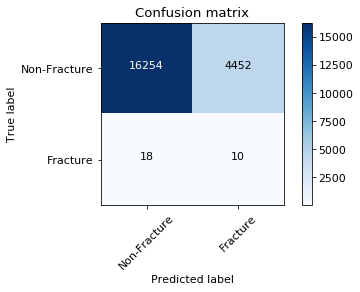 Confusion matrix
True label
Non-Fracture
Fracture
16254
4452
18
10
Non-Fracture
Fracture
Predicted label
15000
12500
10000
7500
5000
2500